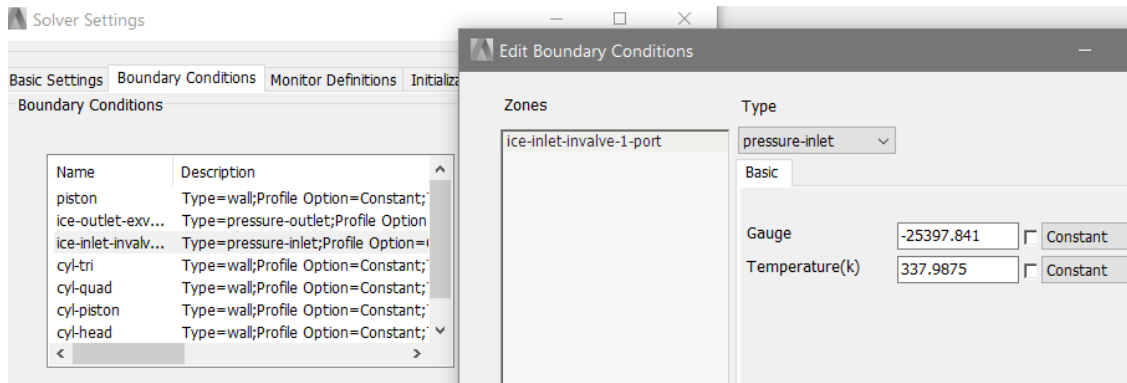 Solver Settings
Basic Settings Boundary Conditions Monitor Definitions
Boundary Conditions
Name Description
piston Type=wall;Profile Option=Constant;
ice-outlet-exv... Type=pressure-outlet;Profile Option
ice-inlet-invalv... Type=pressure-inlet;Profile Option=
cyl-tri Type=wall;Profile Option=Constant;
cyl-quad Type=wall;Profile Option=Constant;
cyl-piston Type=wall;Profile Option=Constant;
cyl-head Type=wall;Profile Option=Constant;
Edit Boundary Conditions
Zones
ice-inlet-invalve-1-port
Type
pressure-inlet
Basic
Gauge -25397.841 Constant
Temperature(k) 337.9875 Constant